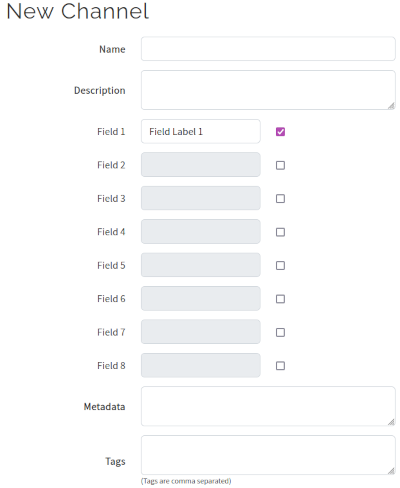 New Channel
Name
Description
Field 1 Field Label 1
Field 2
Field 3
Field 4
Field 5
Field 6
Field 7
Field 8
Metadata
Tags
(Tags are comma separated)